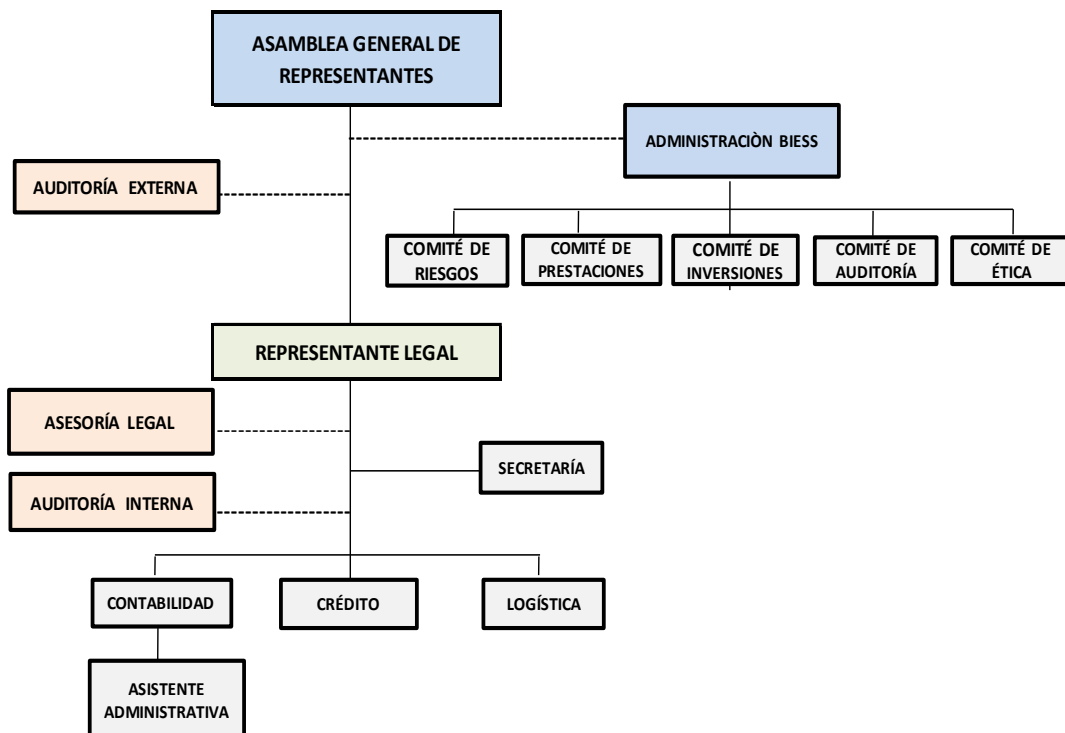 ASAMBLEA GENERAL DE
REPRESENTANTES
ADMINISTRACIÒN BIESS
AUDITORÍA EXTERNA
COMITÉ DE
RIESGOS
COMITÉ DE
PRESTACIONES
COMITÉ DE
INVERSIONES
COMITÉ DE
AUDITORÍA
COMITÉ DE
ÉTICA
REPRESENTANTE LEGAL
ASESORÍA LEGAL
SECRETARÍA
AUDITORÍA INTERNA
CONTABILIDAD
CRÉDITO
LOGÍSTICA
ASISTENTE
ADMINISTRATIVA